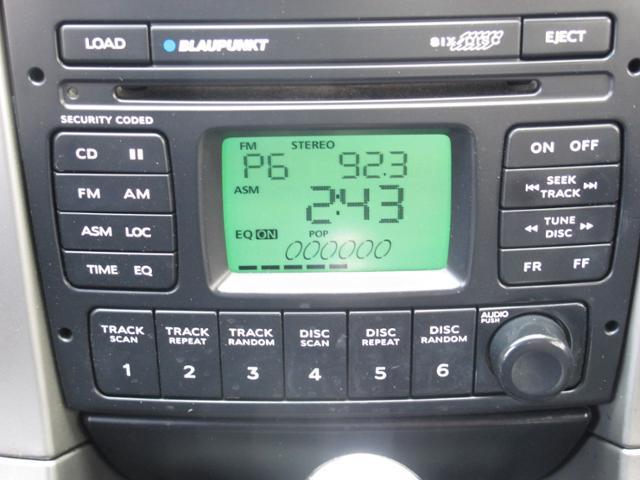 LOAD
BLAUPUNKT
SIX DISC
EJECT
SECURITY CODED
CD
FM AM
ASM LOC
TIME EQ
FM STEREO
P6 92.3
ASM
2:43
EQ ON POP
000000
ON OFF
SEEK
TRACK
TUNE
DISC
FR FF
TRACK
SCAN
1
TRACK
REPEAT
2
TRACK
RANDOM
3
DISC
SCAN
4
DISC
REPEAT
5
DISC
RANDOM
6
AUDIO
PUSH